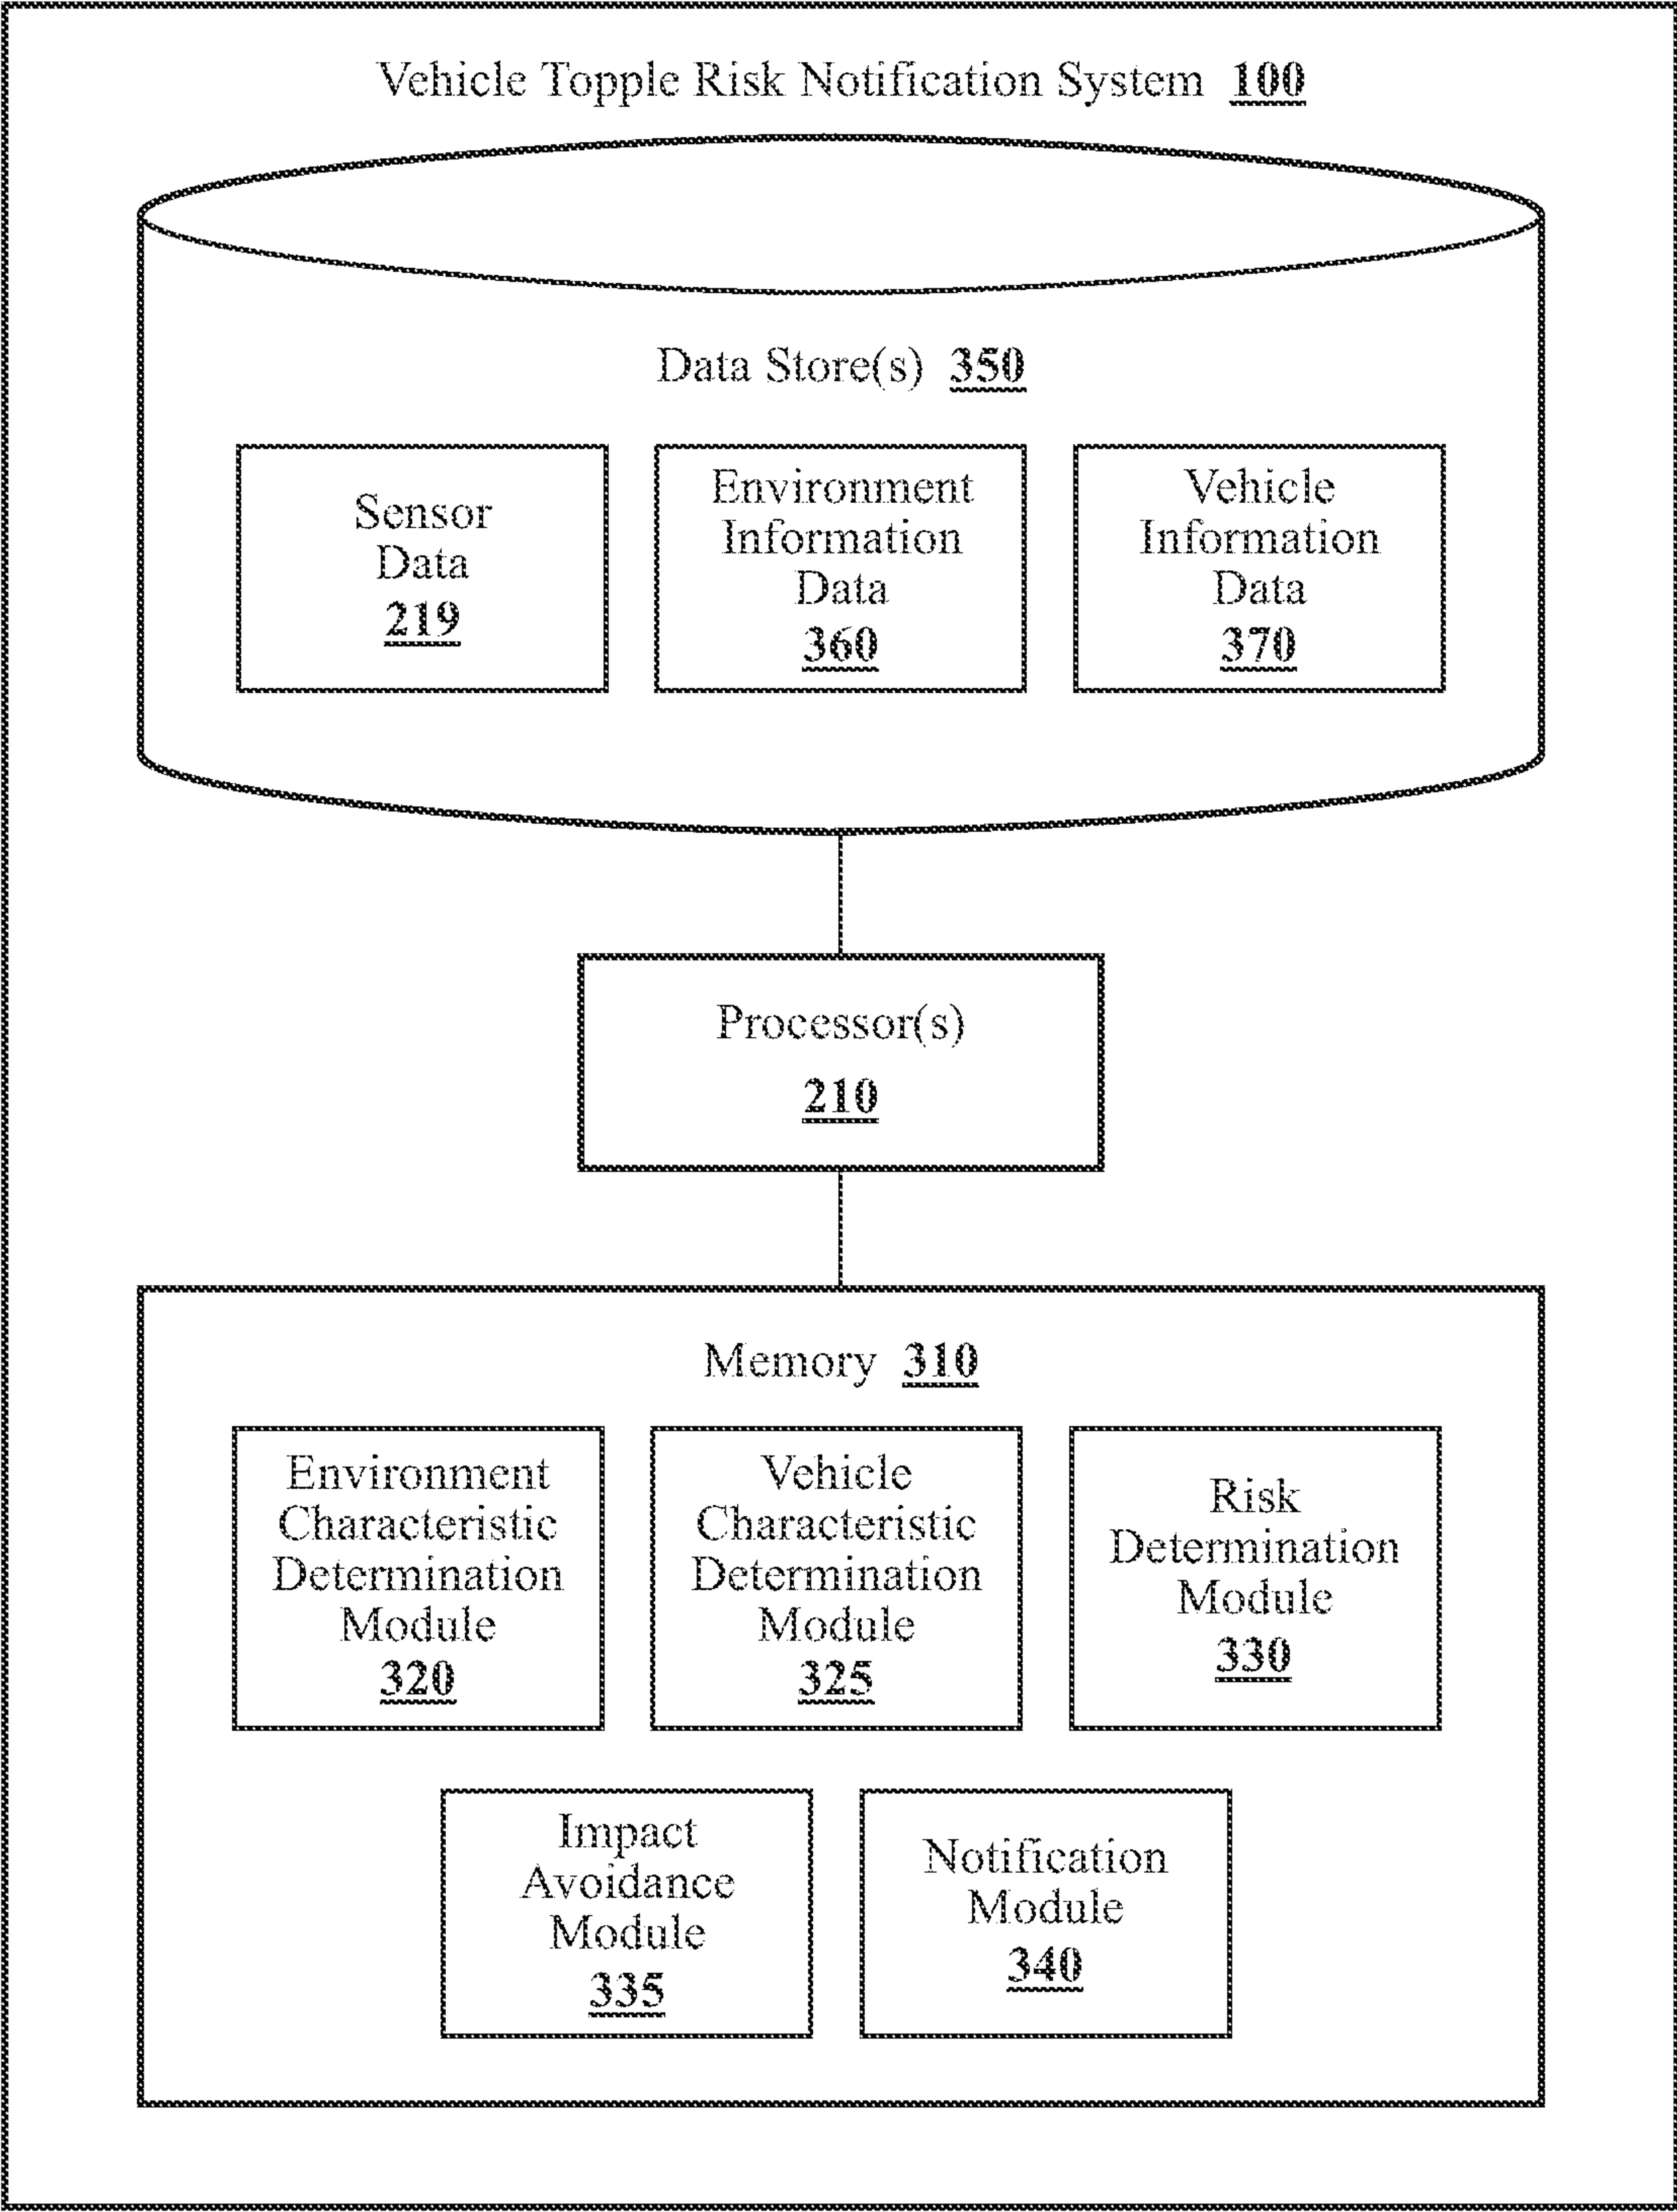 Vehicle Topple Risk Notification System 100
Data Store(s) 350
Sensor
Data
219
Environment
Information
Data
360
Vehicle
Information
Data
370
Processor(s)
210
Memory 310
Environment
Characteristic
Determination
Module
320
Vehicle
Characteristic
Determination
Module
325
Risk
Determination
Module
330
Impact
Avoidance
Module
335
Notification
Module
340